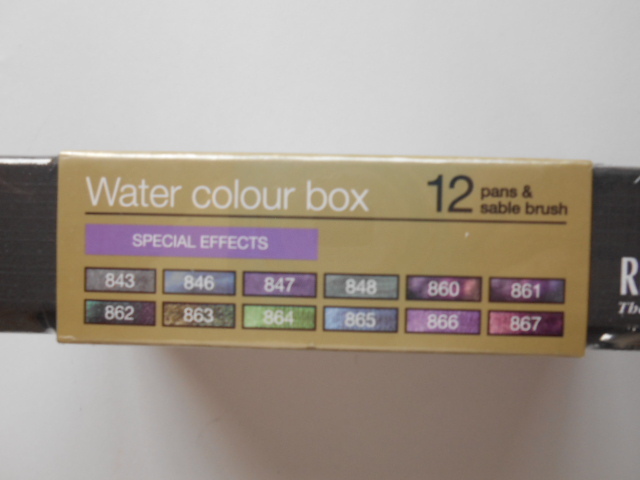 Water colour box
12 pans &
sable brush
SPECIAL EFFECTS
843 846 847 848 860 861
862 863 864 865 866 867
R
The